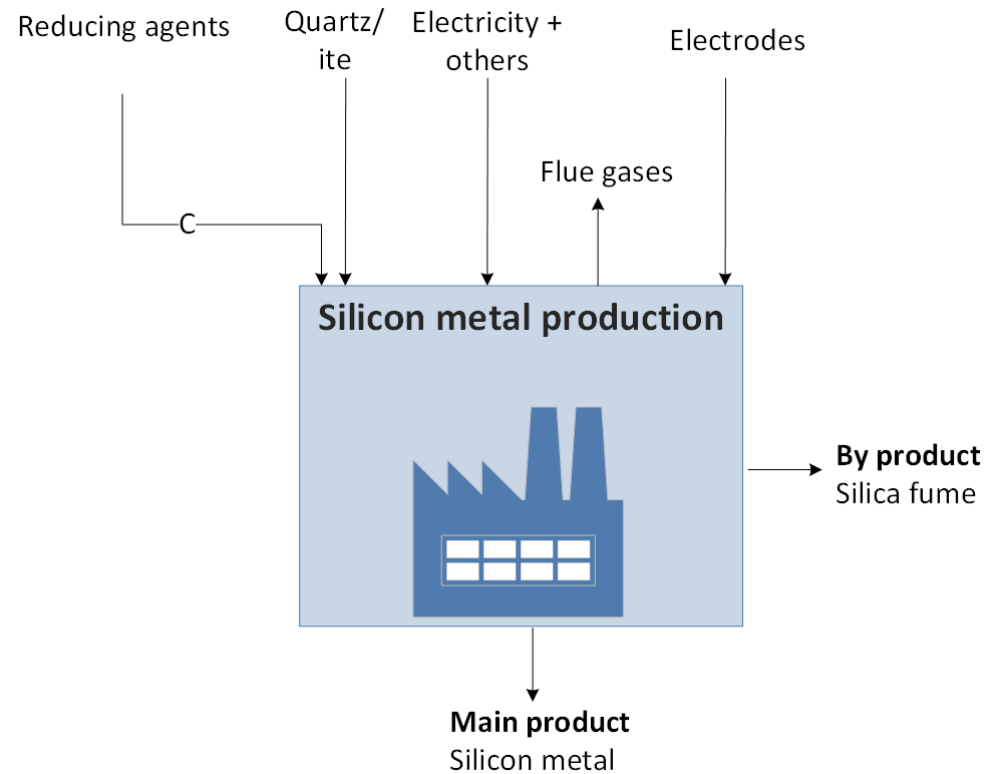 Reducing agents
Quartz/
ite
Electricity +
others
Electrodes
Flue gases
C
Silicon metal production
By product
Silica fume
Main product
Silicon metal